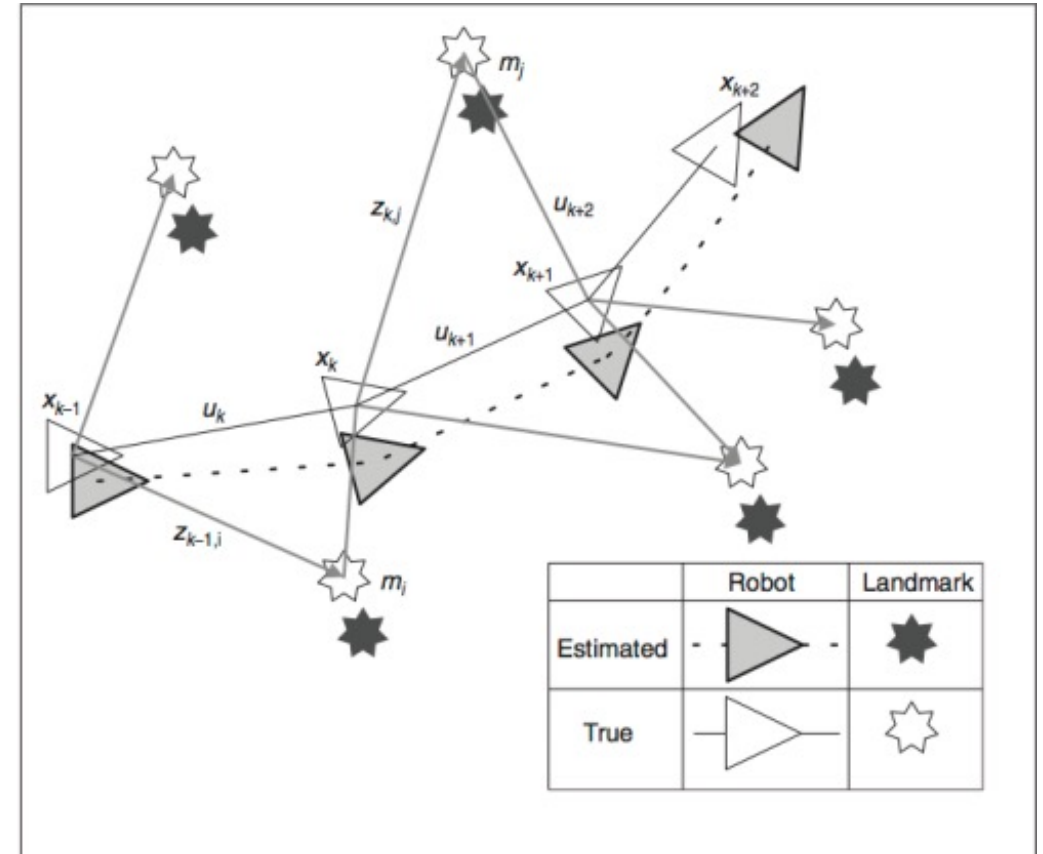 m_j
x_{k+2}
z_{k,j}
u_{k+2}
x_{k+1}
u_{k+1}
x_k
x_{k–1}
u_k
z_{k–1,i}
m_i
Robot Landmark
Estimated
True